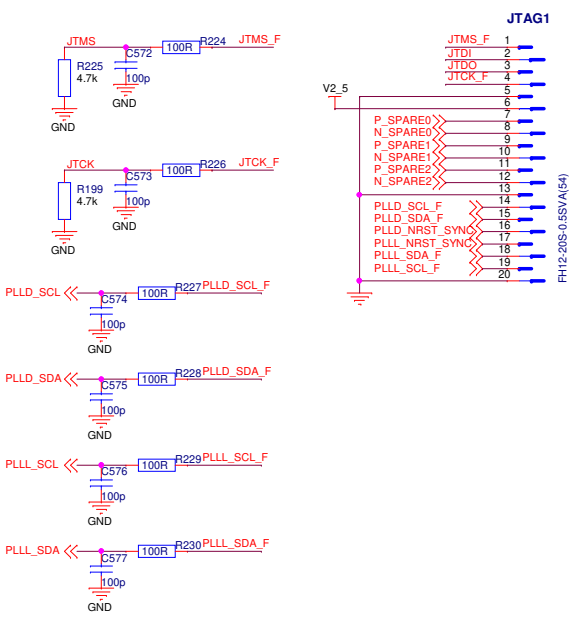 JTAG1
JTMS
100R
R224
JTMS_F
C572
100p
GND
R225
4.7k
GND
JTCK
100R
R226
JTCK_F
C573
100p
GND
R199
4.7k
GND
PLLD_SCL
100R
R227
PLLD_SCL_F
C574
100p
GND
PLLD_SDA
100R
R228
PLLD_SDA_F
C575
100p
GND
PLLL_SCL
100R
R229
PLLL_SCL_F
C576
100p
GND
PLLL_SDA
100R
R230
PLLL_SDA_F
C577
100p
GND
JTMS_F 1
JTDI 2
JTDO 3
JTCK_F 4
5
V2_5
6
P_SPARE0 7
N_SPARE0 8
P_SPARE1 9
N_SPARE1 10
P_SPARE2 11
N_SPARE2 12
13
PLLD_SCL_F 14
PLLD_SDA_F 15
PLLD_NRST_SYNC 16
PLLL_NRST_SYNC 17
PLLL_SDA_F 18
PLLL_SCL_F 19
20
FH12-20S-0.5SVA(54)